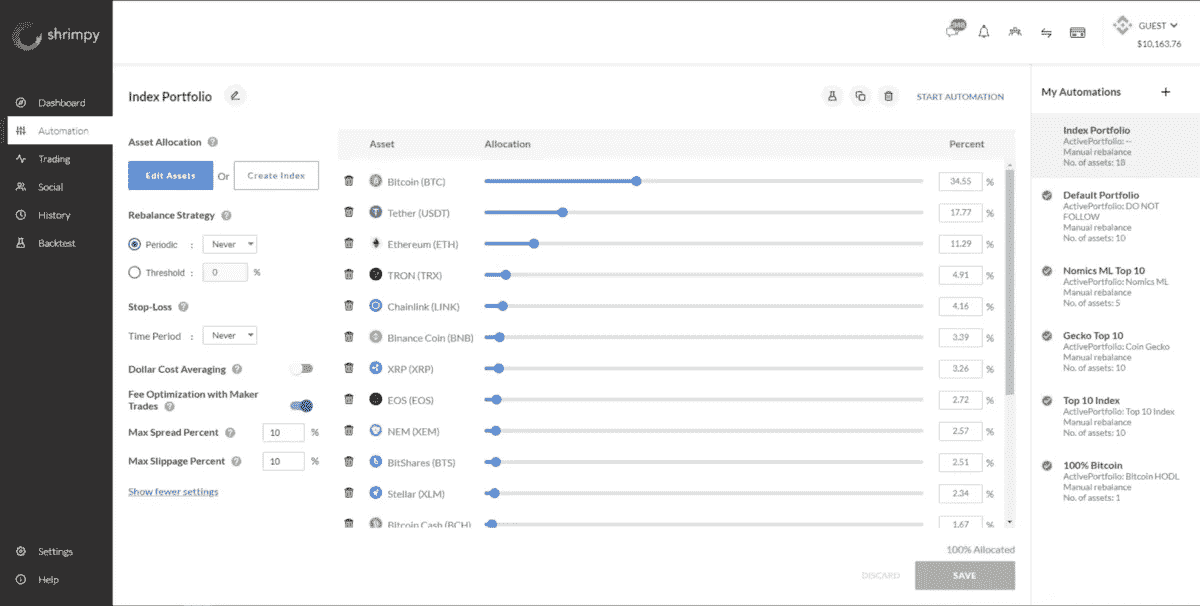 shrimpy
Dashboard
Automation
Trading
Social
History
Backtest
Settings
Help
GUEST
$10,163.76
Index Portfolio
START AUTOMATION
Asset Allocation ?
Edit Assets Or Create Index
Rebalance Strategy ?
Periodic : Never
Threshold : 0 %
Stop-Loss ?
Time Period : Never
Dollar Cost Averaging ?
Fee Optimization with Maker
Trades ?
Max Spread Percent ? 10 %
Max Slippage Percent ? 10 %
Show fewer settings
Asset Allocation Percent
Bitcoin (BTC) 34.55 %
Tether (USDT) 17.77 %
Ethereum (ETH) 11.29 %
TRON (TRX) 4.91 %
Chainlink (LINK) 4.16 %
Binance Coin (BNB) 3.39 %
XRP (XRP) 3.26 %
EOS (EOS) 2.72 %
NEM (XEM) 2.57 %
BitShares (BTS) 2.51 %
Stellar (XLM) 2.34 %
Bitcoin Cash (BCH) 1.67 %
100% Allocated
DISCARD SAVE
My Automations +
Index Portfolio
ActivePortfolio: --
Manual rebalance
No. of assets: 18
Default Portfolio
ActivePortfolio: DO NOT
FOLLOW
Manual rebalance
No. of assets: 10
Nomics ML Top 10
ActivePortfolio: Nomics ML
Manual rebalance
No. of assets: 5
Gecko Top 10
ActivePortfolio: Coin Gecko
Manual rebalance
No. of assets: 10
Top 10 Index
ActivePortfolio: Top 10 Index
Manual rebalance
No. of assets: 10
100% Bitcoin
ActivePortfolio: Bitcoin HODL
Manual rebalance
No. of assets: 1